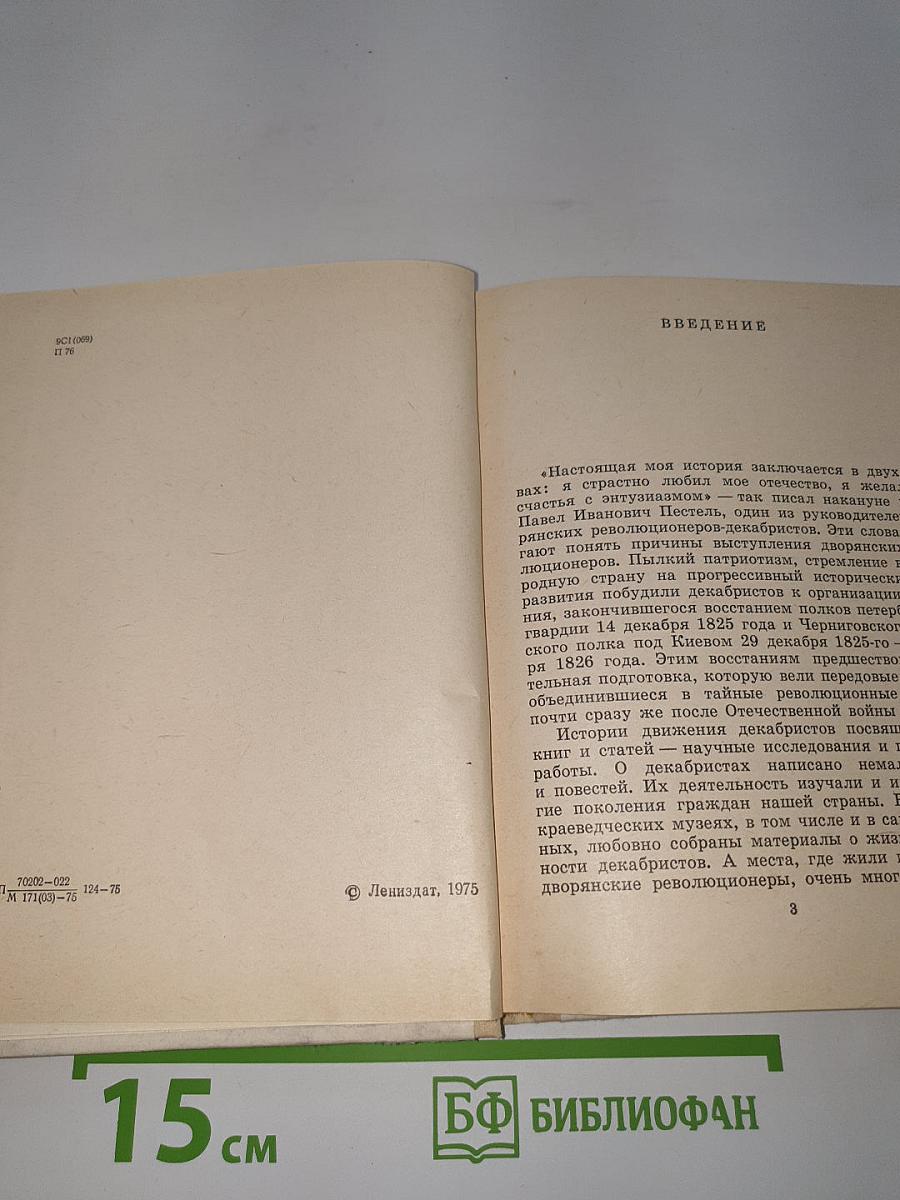 9С1(069)
П 76
П 70202—022
М 171(03)—75 124—75
© Лениздат, 1975
ВВЕДЕНИЕ
«Настоящая моя история заключается в двух
вах: я страстно любил мое отечество, я желал
счастья с энтузиазмом» — так писал накануне
Павел Иванович Пестель, один из руководителе
рянских революционеров-декабристов. Эти слова
гают понять причины выступления дворянских
люционеров. Пылкий патриотизм, стремление в
родную страну на прогрессивный исторически
развития побудили декабристов к организации
ния, закончившегося восстанием полков петерб
гвардии 14 декабря 1825 года и Черниговског
ского полка под Киевом 29 декабря 1825-го —
ря 1826 года. Этим восстаниям предшество
тельная подготовка, которую вели передовые
объединившиеся в тайные революционные
почти сразу же после Отечественной войны
Истории движения декабристов посвящ
книг и статей — научные исследования и п
работы. О декабристах написано немал
и повестей. Их деятельность изучали и и
гие поколения граждан нашей страны. В
краеведческих музеях, в том числе и в са
ных, любовно собраны материалы о жиз
ности декабристов. А места, где жили и
дворянские революционеры, очень мног
3
15 см
БФ БИБЛИОФАН